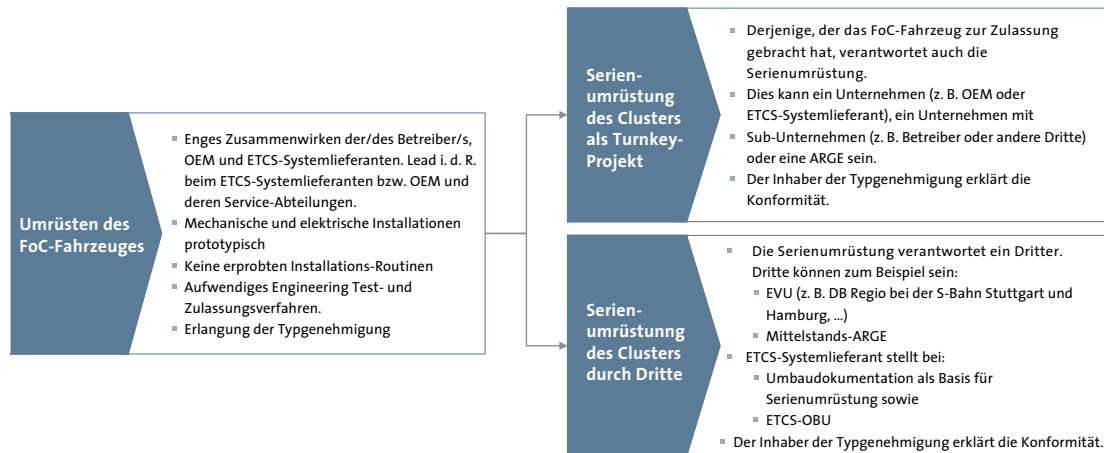 Umrüsten des
FoC-Fahrzeuges
Enges Zusammenwirken der/des Betreiber/s,
OEM und ETCS-Systemlieferanten. Lead i. d. R.
beim ETCS-Systemlieferanten bzw. OEM und
deren Service-Abteilungen.
Mechanische und elektrische Installationen
prototypisch
Keine erprobten Installations-Routinen
Aufwendiges Engineering Test- und
Zulassungsverfahren.
Erlangung der Typgenehmigung
Serien-
umrüstung
des Clusters
als Turnkey-
Projekt
Derjenige, der das FoC-Fahrzeug zur Zulassung
gebracht hat, verantwortet auch die
Serienumrüstung.
Dies kann ein Unternehmen (z. B. OEM oder
ETCS-Systemlieferant), ein Unternehmen mit
Sub-Unternehmen (z. B. Betreiber oder andere Dritte)
oder eine ARGE sein.
Der Inhaber der Typgenehmigung erklärt die
Konformität.
Serien-
umrüstunng
des Clusters
durch Dritte
Die Serienumrüstung verantwortet ein Dritter.
Dritte können zum Beispiel sein:
EVU (z. B. DB Regio bei der S-Bahn Stuttgart und
Hamburg, ...)
Mittelstands-ARGE
ETCS-Systemlieferant stellt bei:
Umbaudokumentation als Basis für
Serienumrüstung sowie
ETCS-OBU
Der Inhaber der Typgenehmigung erklärt die Konformität.